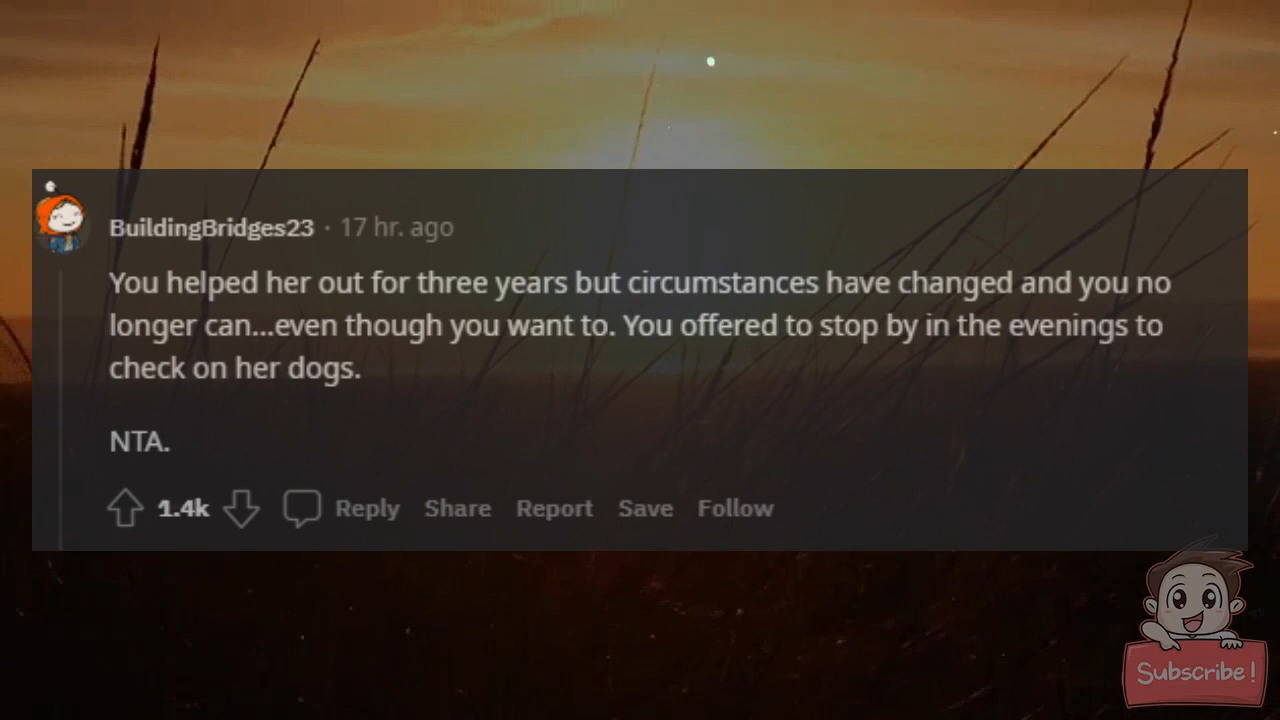 BuildingBridges23 · 17 hr. ago
You helped her out for three years but circumstances have changed and you no
longer can...even though you want to. You offered to stop by in the evenings to
check on her dogs.
NTA.
1.4k Reply Share Report Save Follow
Subscribe!